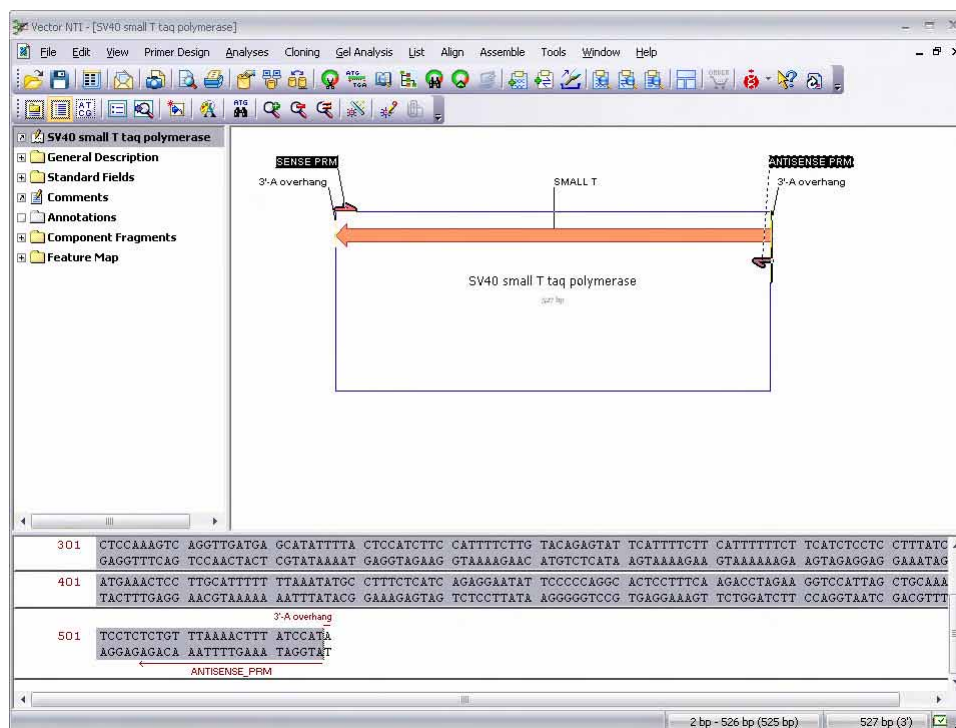 Vector NTI - [SV40 small T taq polymerase]
File Edit View Primer Design Analyses Cloning Gel Analysis List Align Assemble Tools Window Help
SV40 small T taq polymerase
General Description
Standard Fields
Comments
Annotations
Component Fragments
Feature Map
SENSE PRM ANTISENSE PRM
3'-A overhang SMALL T 3'-A overhang
SV40 small T taq polymerase
527 bp
301 CTCCAAAGTC AGGTTGATGA GCATATTTTA CTCCATCTTC CATTTTCTTG TACAGAGTAT TCATTTTCTT CATTTTTTCT TCATCTCCTC CTTTATC
GAGGTTTCAG TCCAACTACT CGTATAAAAT GAGGTAGAAG GTAAAAGAAC ATGTCTCATA AGTAAAAGAA GTAAAAAAGA AGTAGAGGAG GAAATAG
401 ATGAAACTCC TTGCATTTTT TTAAATATGC CTTTCTCATC AGAGGAATAT TCCCCCAGGC ACTCCTTTCA AGACCTAGAA GGTCCATTAG CTGCAAA
TACTTTGAGG AACGTAAAAA AATTTATACG GAAAGAGTAG TCTCCTTATA AGGGGGTCCG TGAGGAAAGT TCTGGATCTT CCAGGTAATC GACGTTT
3'-A overhang
501 TCCTCTCTGT TTAAAACTTT ATCCATA
AGGAGAGACA AATTTTGAAA TAGGTAT
ANTISENSE_PRM
2 bp - 526 bp (525 bp) 527 bp (3')